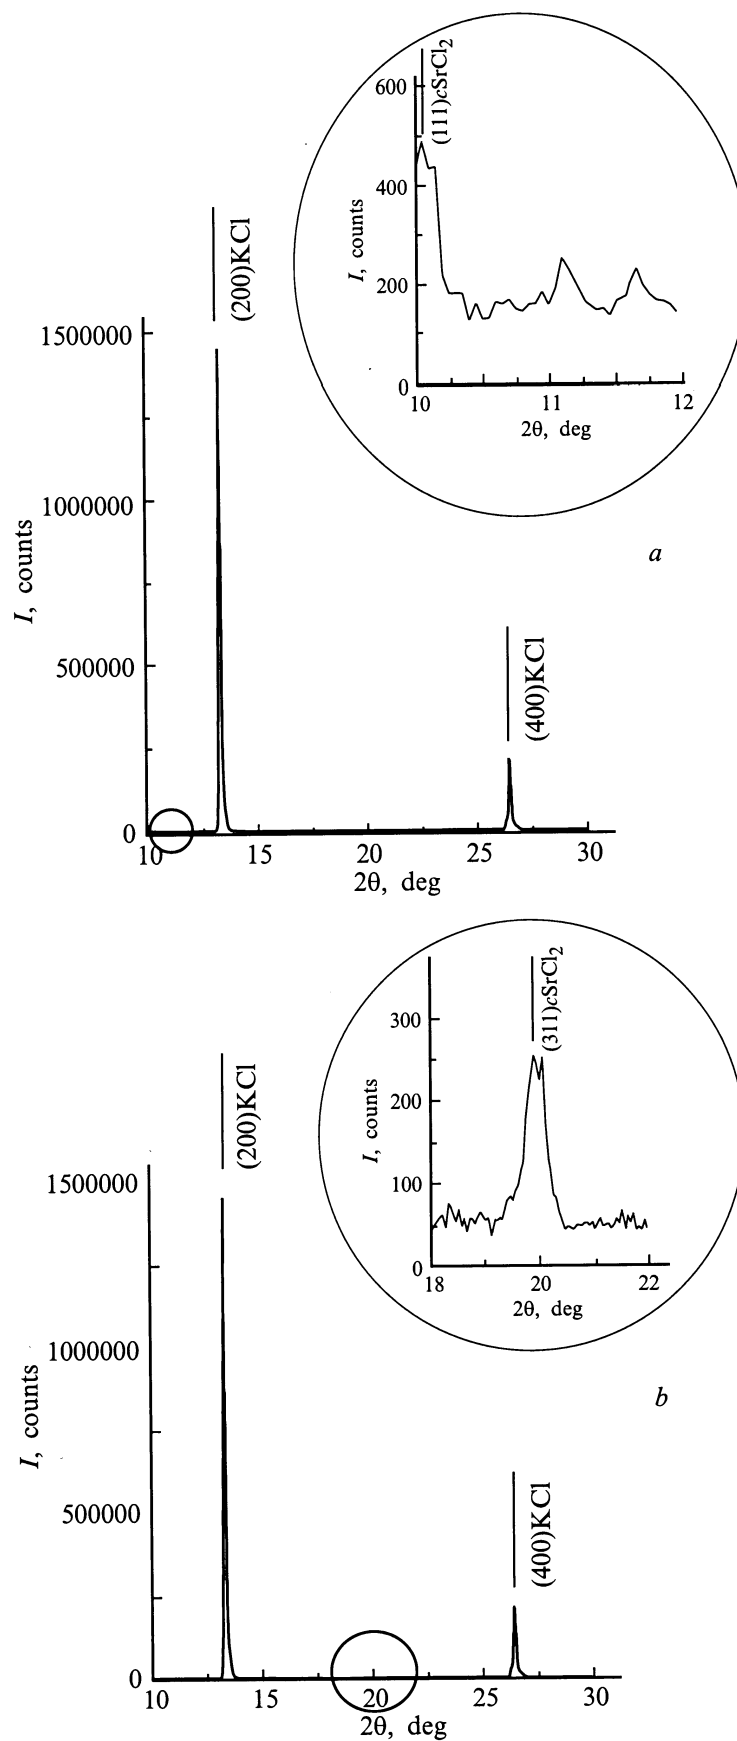 600
400
200
0
I, counts
(111)cSrCl2
10
11
12
2θ, deg
(200)KCl
1500000
1000000
500000
0
I, counts
a
(400)KCl
10
15
20
25
30
2θ, deg
300
200
100
0
I, counts
(311)cSrCl2
18
20
22
2θ, deg
(200)KCl
1500000
1000000
500000
0
I, counts
b
(400)KCl
10
15
20
25
30
2θ, deg